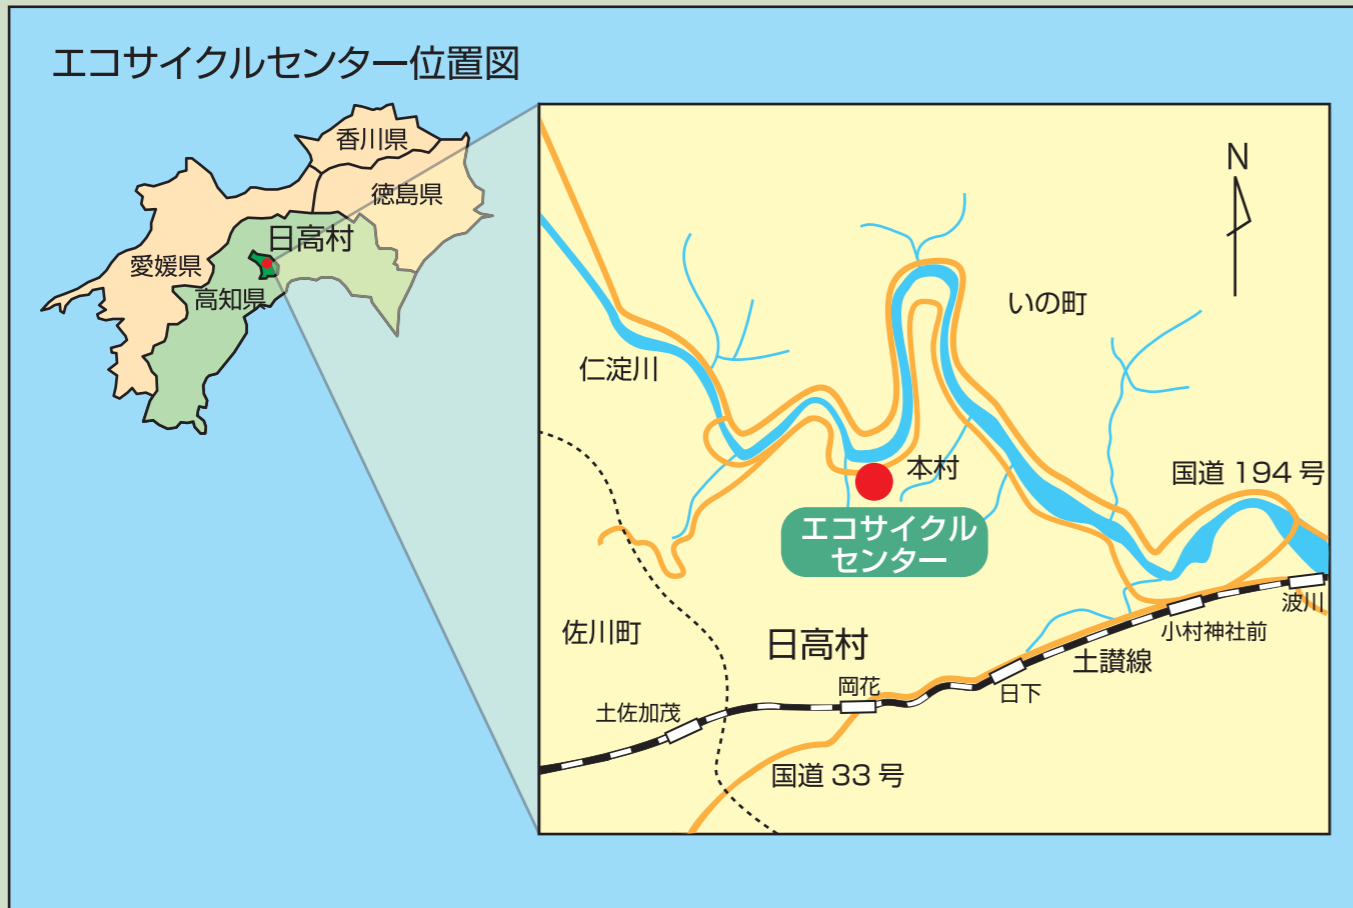 エコサイクルセンター位置図
香川県
徳島県
日高村
愛媛県
高知県
N
いの町
仁淀川
本村
国道 194 号
エコサイクル
センター
波川
小村神社前
佐川町
日高村
土讃線
岡花
日下
土佐加茂
国道 33 号